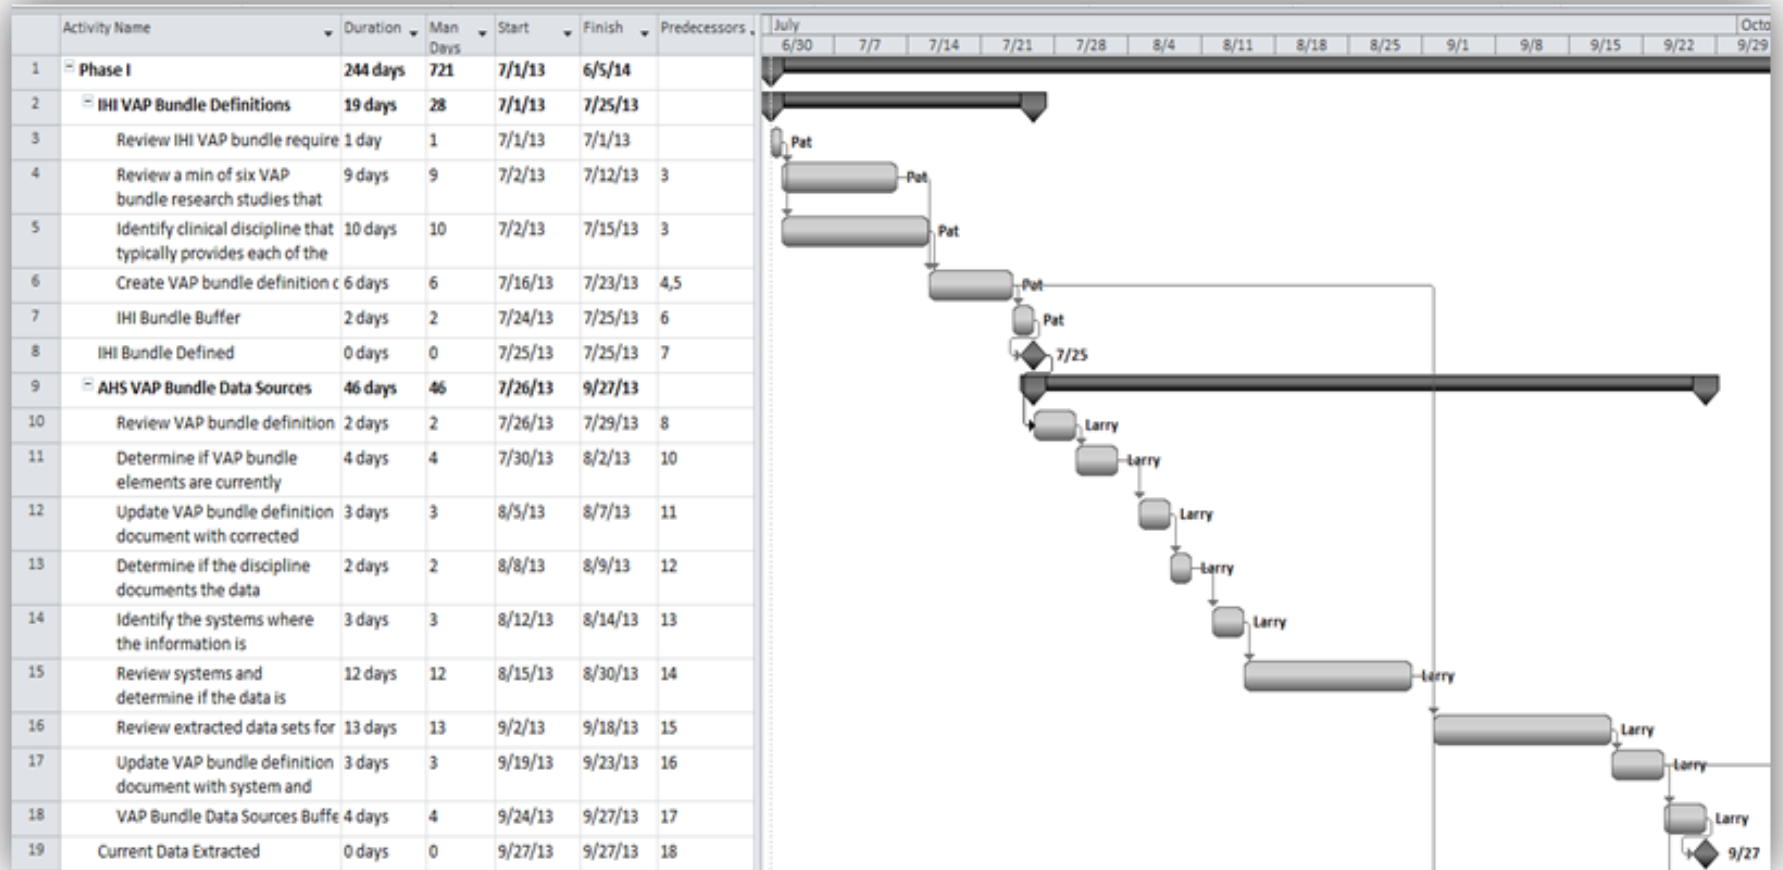 Activity Name Duration Man Days Start Finish Predecessors
July Octo
6/30 7/7 7/14 7/21 7/28 8/4 8/11 8/18 8/25 9/1 9/8 9/15 9/22 9/29
1 Phase I 244 days 721 7/1/13 6/5/14
2 IHI VAP Bundle Definitions 19 days 28 7/1/13 7/25/13
3 Review IHI VAP bundle require 1 day 1 7/1/13 7/1/13 Pat
4 Review a min of six VAP 9 days 9 7/2/13 7/12/13 3 Pat
bundle research studies that
5 Identify clinical discipline that 10 days 10 7/2/13 7/15/13 3 Pat
typically provides each of the
6 Create VAP bundle definition c 6 days 6 7/16/13 7/23/13 4,5 Pat
7 IHI Bundle Buffer 2 days 2 7/24/13 7/25/13 6 Pat
8 IHI Bundle Defined 0 days 0 7/25/13 7/25/13 7 7/25
9 AHS VAP Bundle Data Sources 46 days 46 7/26/13 9/27/13
10 Review VAP bundle definition 2 days 2 7/26/13 7/29/13 8 Larry
11 Determine if VAP bundle 4 days 4 7/30/13 8/2/13 10 Larry
elements are currently
12 Update VAP bundle definition 3 days 3 8/5/13 8/7/13 11 Larry
document with corrected
13 Determine if the discipline 2 days 2 8/8/13 8/9/13 12 Larry
documents the data
14 Identify the systems where 3 days 3 8/12/13 8/14/13 13 Larry
the information is
15 Review systems and 12 days 12 8/15/13 8/30/13 14 Larry
determine if the data is
16 Review extracted data sets for 13 days 13 9/2/13 9/18/13 15 Larry
17 Update VAP bundle definition 3 days 3 9/19/13 9/23/13 16 Larry
document with system and
18 VAP Bundle Data Sources Buffe 4 days 4 9/24/13 9/27/13 17 Larry
19 Current Data Extracted 0 days 0 9/27/13 9/27/13 18 9/27